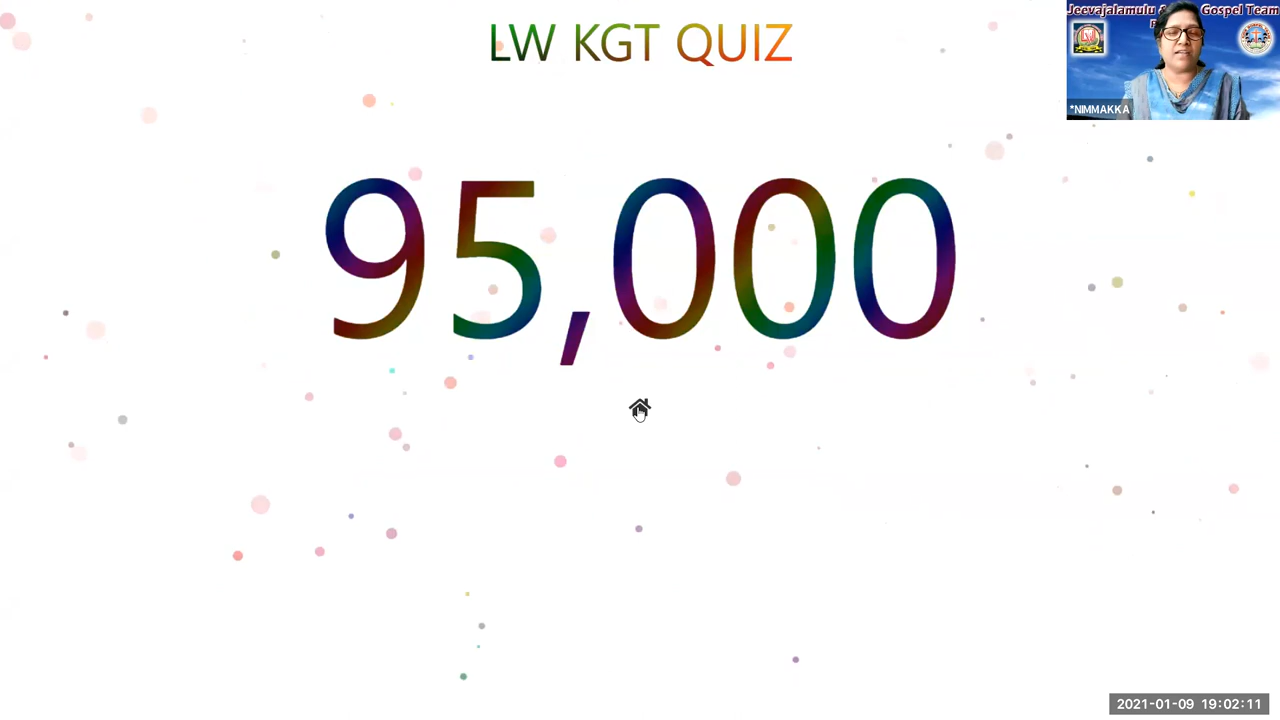 LW KGT QUIZ
Jeevajalamulu & Gospel Team
*NIMMAKKA
95,000
2021-01-09 19:02:11